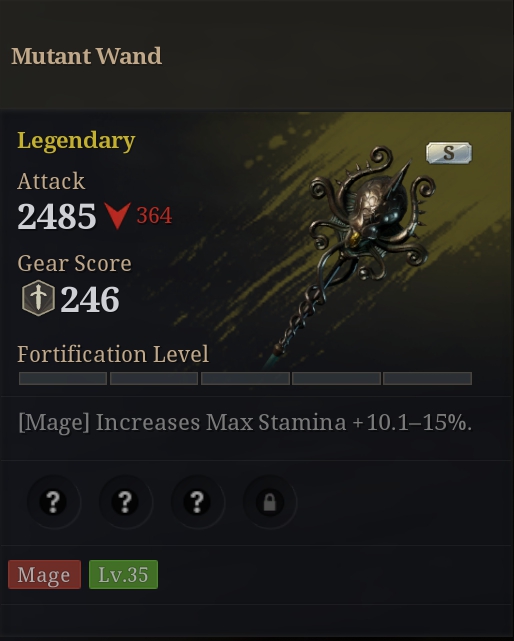 Mutant Wand
Legendary
S
Attack
2485 364
Gear Score
246
Fortification Level
[Mage] Increases Max Stamina +10.1–15%.
? ? ?
Mage Lv.35